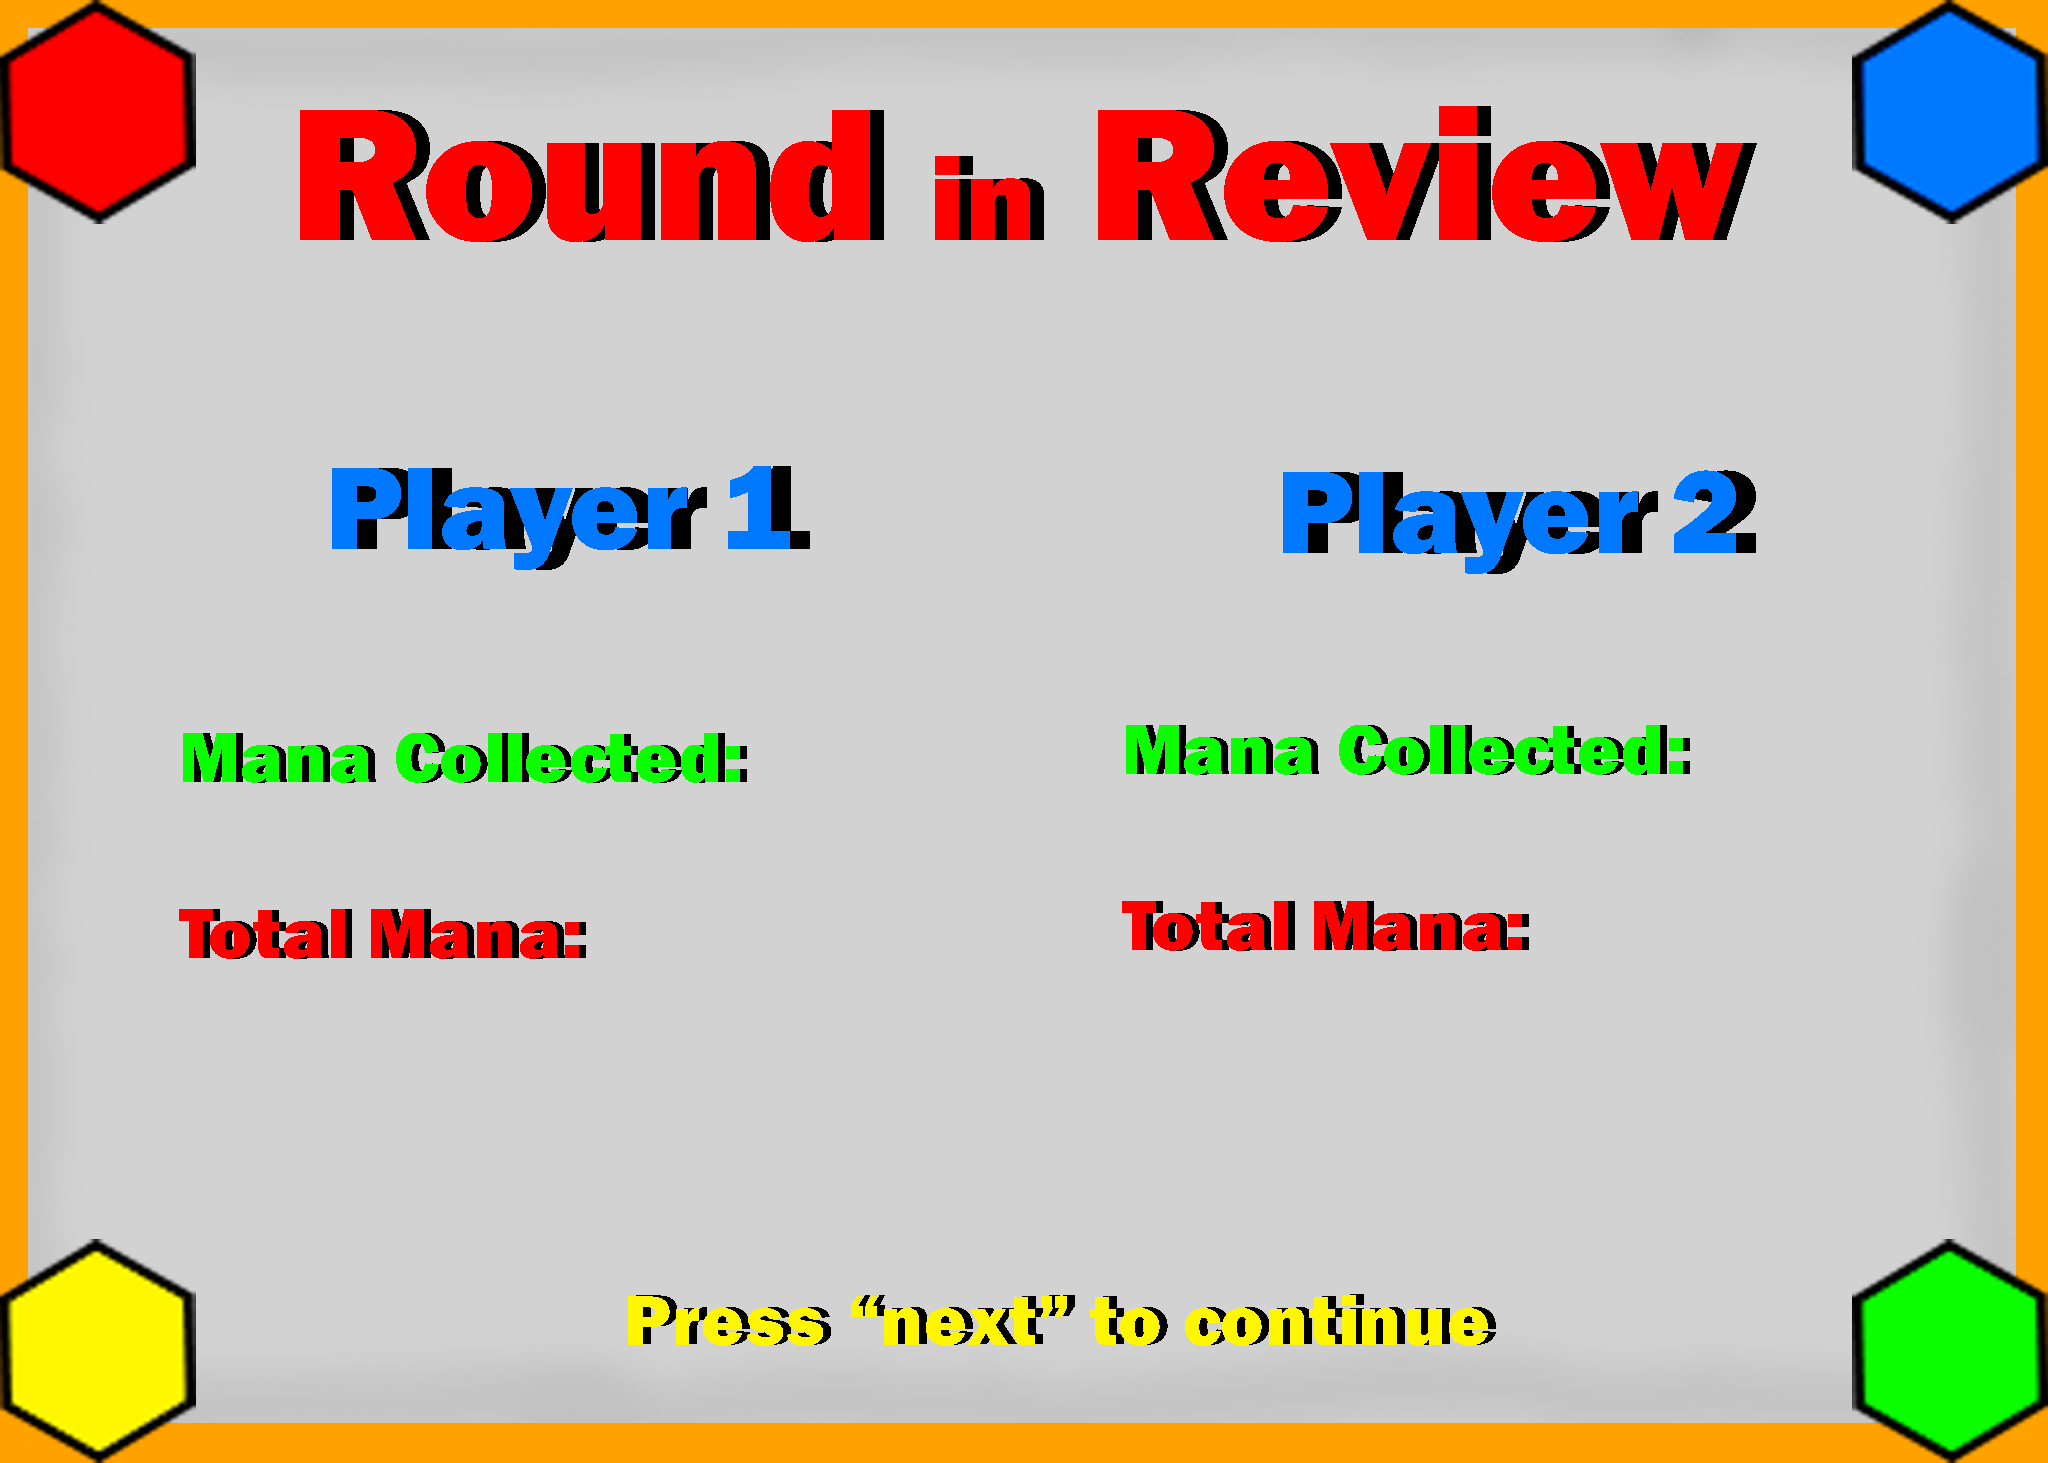 Round in Review
Player 1
Player 2
Mana Collected:
Mana Collected:
Total Mana:
Total Mana:
Press “next” to continue